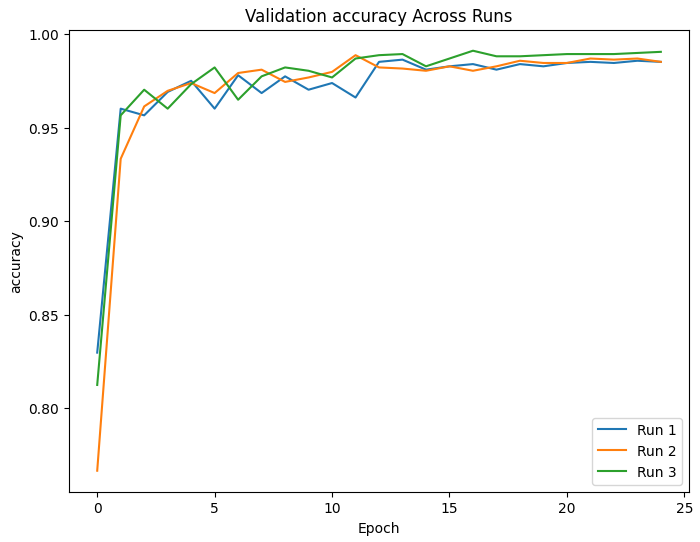 Validation accuracy Across Runs
1.00
0.95
0.90
0.85
0.80
accuracy
0 5 10 15 20 25
Epoch
Run 1
Run 2
Run 3